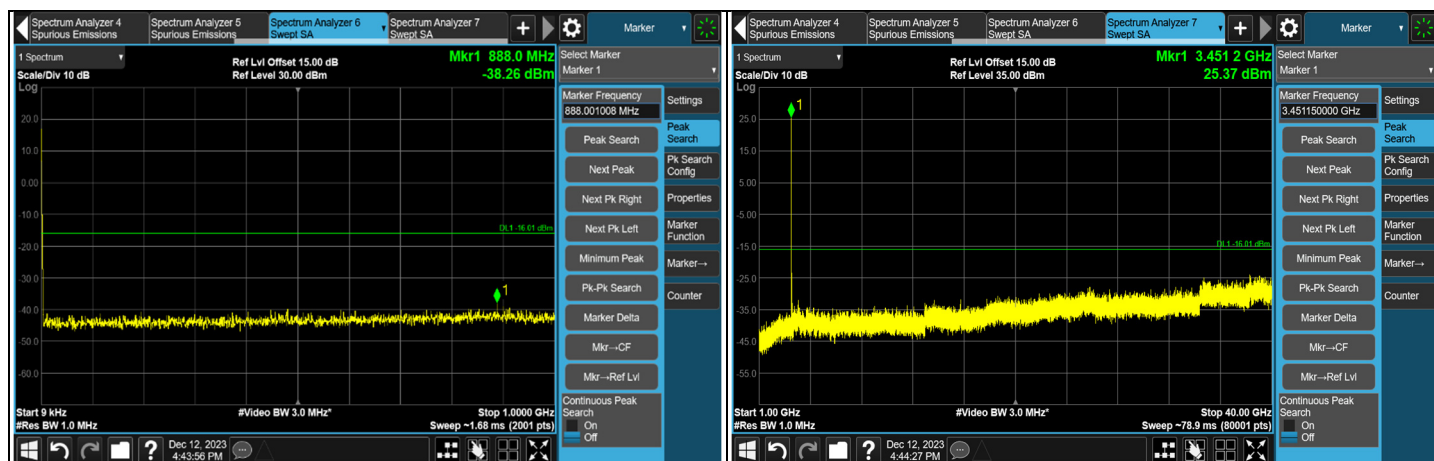 Spectrum Analyzer 4
Spurious Emissions
Spectrum Analyzer 5
Spurious Emissions
Spectrum Analyzer 6
Swept SA
Spectrum Analyzer 7
Swept SA
+
Marker
1 Spectrum
Scale/Div 10 dB
Log
Ref Lvl Offset 15.00 dB
Ref Level 30.00 dBm
Mkr1 888.0 MHz
-38.26 dBm
20.0
10.0
0.00
-10.0
-20.0
-30.0
-40.0
-50.0
-60.0
DL1 -16.01 dBm
1
Start 9 kHz
#Res BW 1.0 MHz
#Video BW 3.0 MHz*
Stop 1.0000 GHz
Sweep ~1.68 ms (2001 pts)
Select Marker
Marker 1
Marker Frequency
888.001008 MHz
Peak Search
Next Peak
Next Pk Right
Next Pk Left
Minimum Peak
Pk-Pk Search
Marker Delta
Mkr→CF
Mkr→Ref Lvl
Continuous Peak
Search
On
Off
Settings
Peak
Search
Pk Search
Config
Properties
Marker
Function
Marker→
Counter
?
Dec 12, 2023
4:43:56 PM
Spectrum Analyzer 4
Spurious Emissions
Spectrum Analyzer 5
Spurious Emissions
Spectrum Analyzer 6
Swept SA
Spectrum Analyzer 7
Swept SA
+
Marker
1 Spectrum
Scale/Div 10 dB
Log
Ref Lvl Offset 15.00 dB
Ref Level 35.00 dBm
Mkr1 3.451 2 GHz
25.37 dBm
25.0
15.0
5.00
-5.00
-15.0
-25.0
-35.0
-45.0
-55.0
DL1 -16.01 dBm
1
Start 1.00 GHz
#Res BW 1.0 MHz
#Video BW 3.0 MHz*
Stop 40.00 GHz
Sweep ~78.9 ms (80001 pts)
Select Marker
Marker 1
Marker Frequency
3.451150000 GHz
Peak Search
Next Peak
Next Pk Right
Next Pk Left
Minimum Peak
Pk-Pk Search
Marker Delta
Mkr→CF
Mkr→Ref Lvl
Continuous Peak
Search
On
Off
Settings
Peak
Search
Pk Search
Config
Properties
Marker
Function
Marker→
Counter
?
Dec 12, 2023
4:44:27 PM